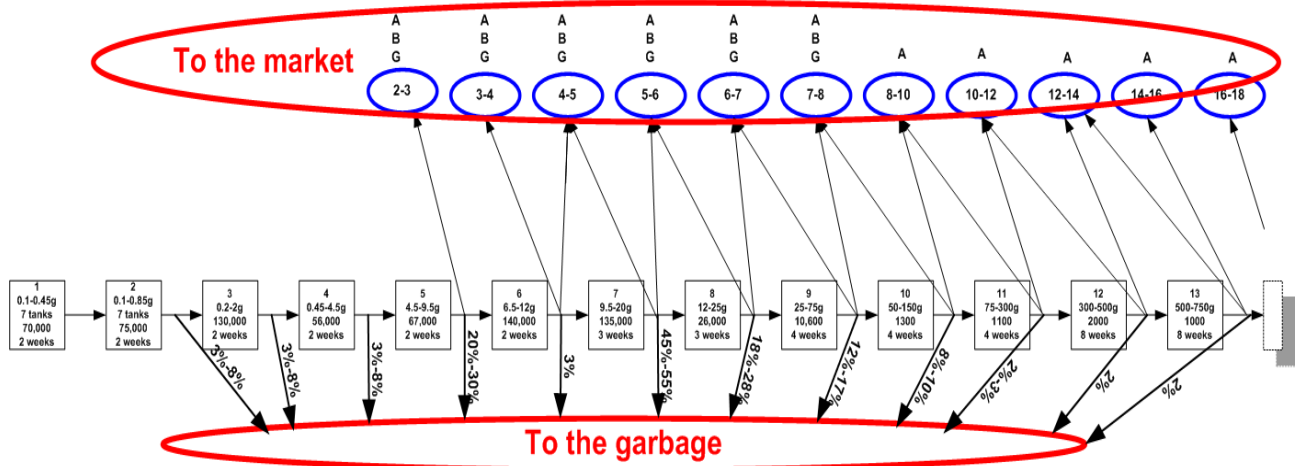 A A A A A A
B B B B B B
G G G G G G A A A A A
To the market
2-3 3-4 4-5 5-6 6-7 7-8 8-10 10-12 12-14 14-16 16-18
1
0.1-0.45g
7 tanks
70,000
2 weeks
2
0.1-0.85g
7 tanks
75,000
2 weeks
3
0.2-2g
130,000
2 weeks
4
0.45-4.5g
56,000
2 weeks
5
4.5-9.5g
67,000
2 weeks
6
6.5-12g
140,000
2 weeks
7
9.5-20g
135,000
3 weeks
8
12-25g
26,000
3 weeks
9
25-75g
10,600
4 weeks
10
50-150g
1300
4 weeks
11
75-300g
1100
4 weeks
12
300-500g
2000
8 weeks
13
500-750g
1000
8 weeks
3%-8%
3%-8%
3%-8%
20%-30%
3%
45%-55%
18%-28%
12%-17%
8%-10%
2%-3%
2%
2%
To the garbage